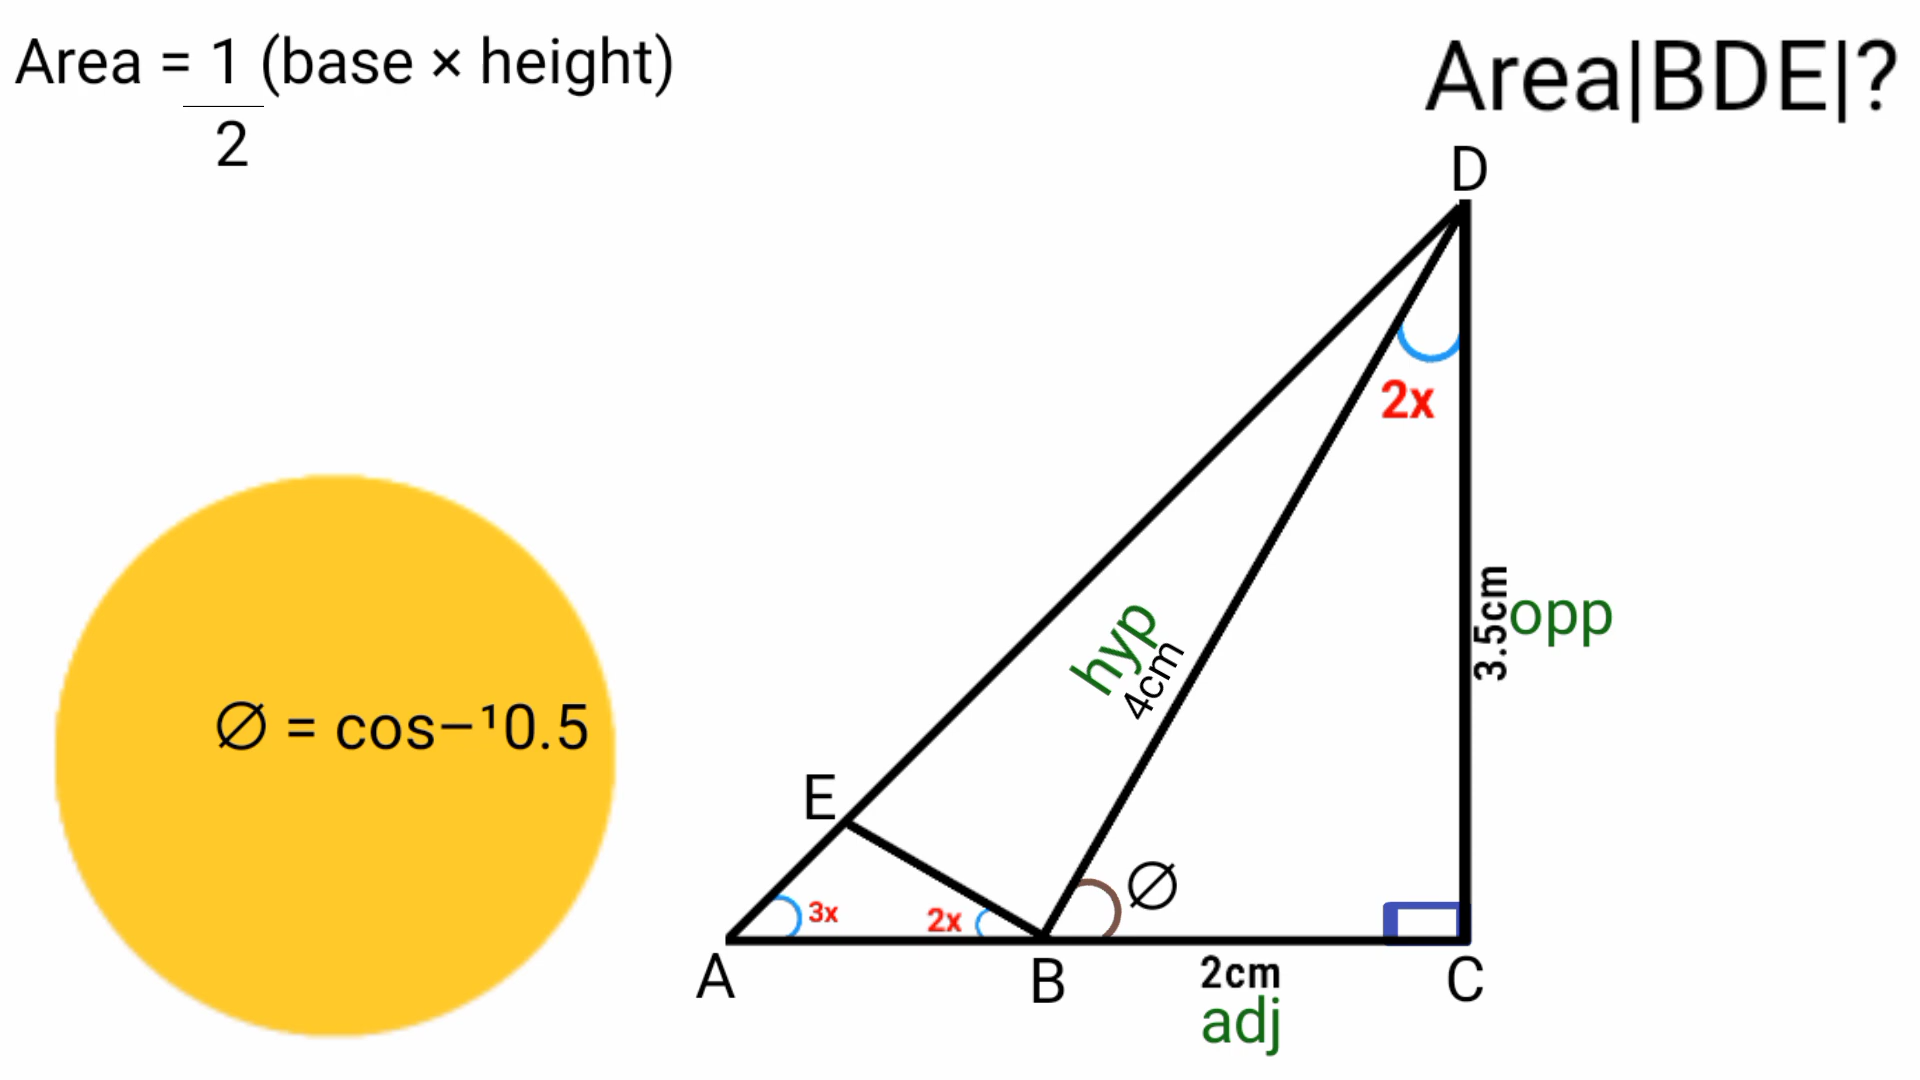 Area = 1 (base × height)
2
Area|BDE|?
D
2x
hyp
4cm
3.5cm
opp
∅ = cos–¹0.5
E
∅
3x
2x
A
B
2cm
C
adj